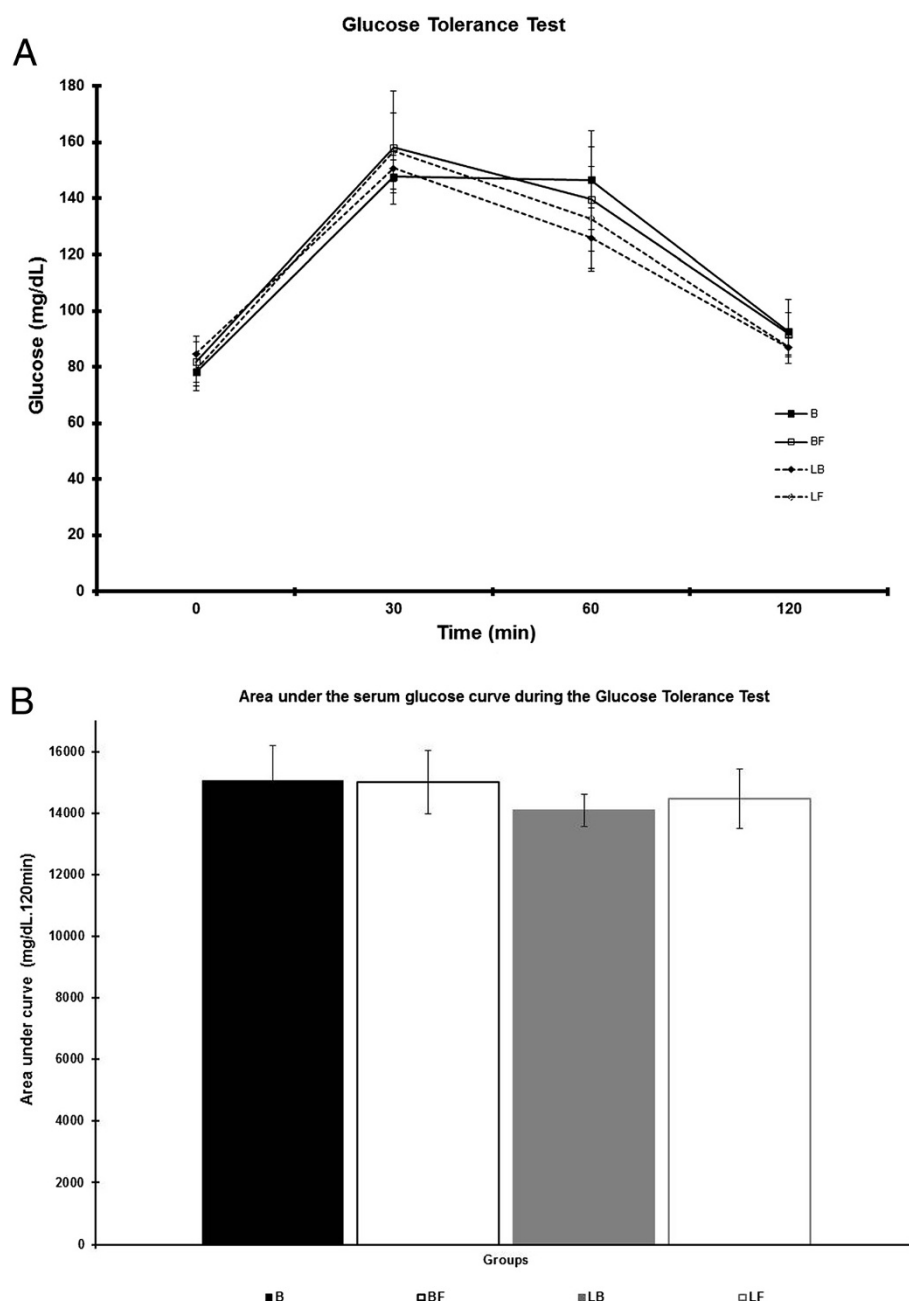 Glucose Tolerance Test
A
180
160
140
120
100
80
60
40
20
0
Glucose (mg/dL)
B
BF
LB
LF
0 30 60 120
Time (min)
B
Area under the serum glucose curve during the Glucose Tolerance Test
16000
14000
12000
10000
8000
6000
4000
2000
0
Area under curve (mg/dL.120min)
Groups
B BF LB LF